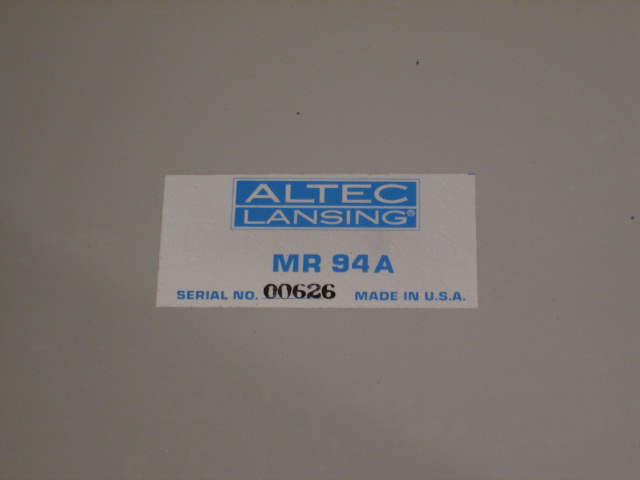 ALTEC
LANSING®
MR 94A
SERIAL NO. 00626 MADE IN U.S.A.